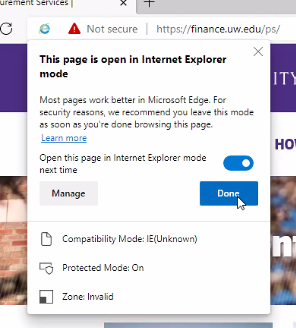 urement Services) |
Not secure | https://finance.uw.edu/ps/
This page is open in Internet Explorer
mode
Most pages work better in Microsoft Edge. For
security reasons, we recommend you leave this mode
as soon as you're done browsing this page.
Learn more
Open this page in Internet Explorer mode
next time
Manage Done
Compatibility Mode: IE(Unknown)
Protected Mode: On
Zone: Invalid
SITY
HOW